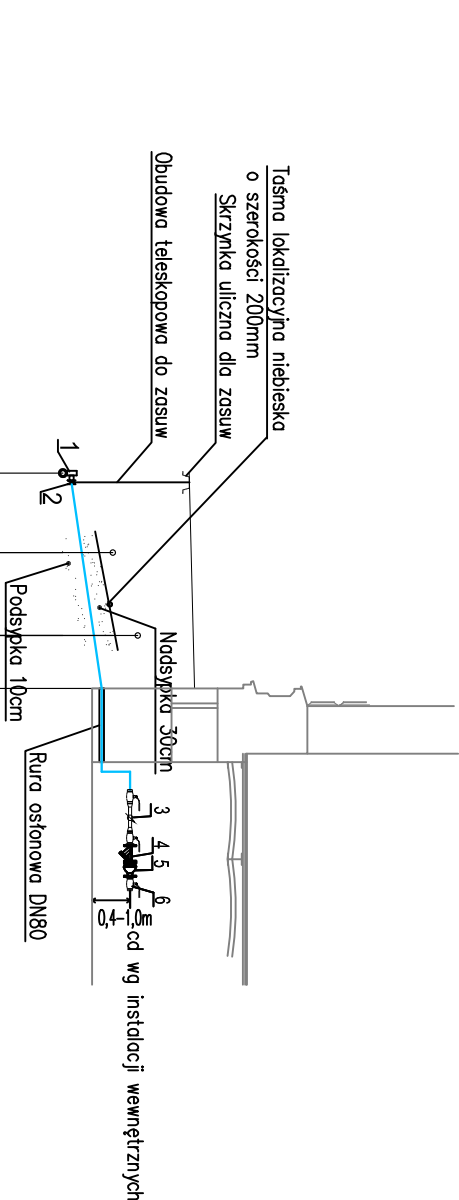 Taśma lokalizacyjna niebieska
o szerokości 200mm
Skrzynka uliczna dla zasuw
Obudowa teleskopowa do zasuw
1
2
Nadsypka 30cm
Podsypka 10cm
Rura osłonowa DN80
3
4
5
6
0,4-1,0m
cd wg instalacji wewnętrznych